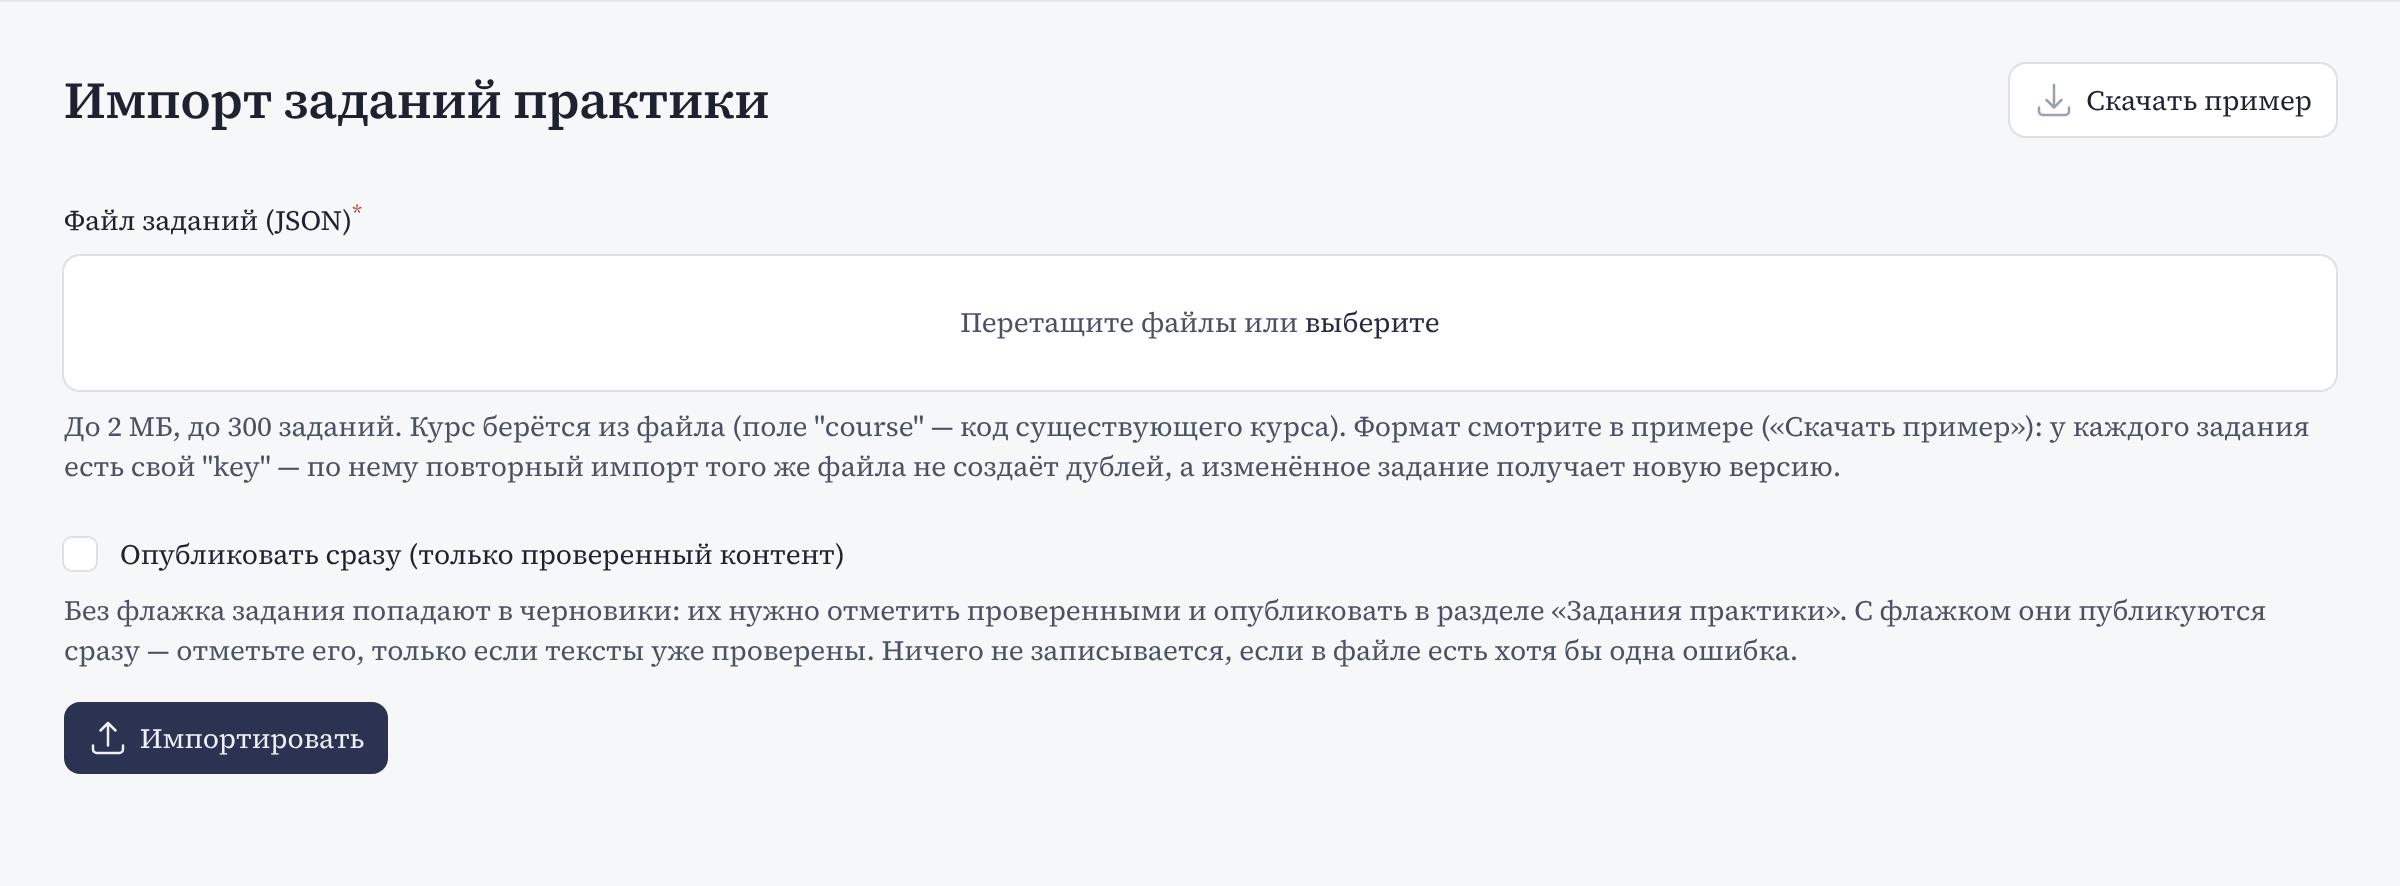 Импорт заданий практики
Скачать пример
Файл заданий (JSON)*
Перетащите файлы или выберите
До 2 МБ, до 300 заданий. Курс берётся из файла (поле "course" — код существующего курса). Формат смотрите в примере («Скачать пример»): у каждого задания
есть свой "key" — по нему повторный импорт того же файла не создаёт дублей, а изменённое задание получает новую версию.
Опубликовать сразу (только проверенный контент)
Без флажка задания попадают в черновики: их нужно отметить проверенными и опубликовать в разделе «Задания практики». С флажком они публикуются
сразу — отметьте его, только если тексты уже проверены. Ничего не записывается, если в файле есть хотя бы одна ошибка.
Импортировать